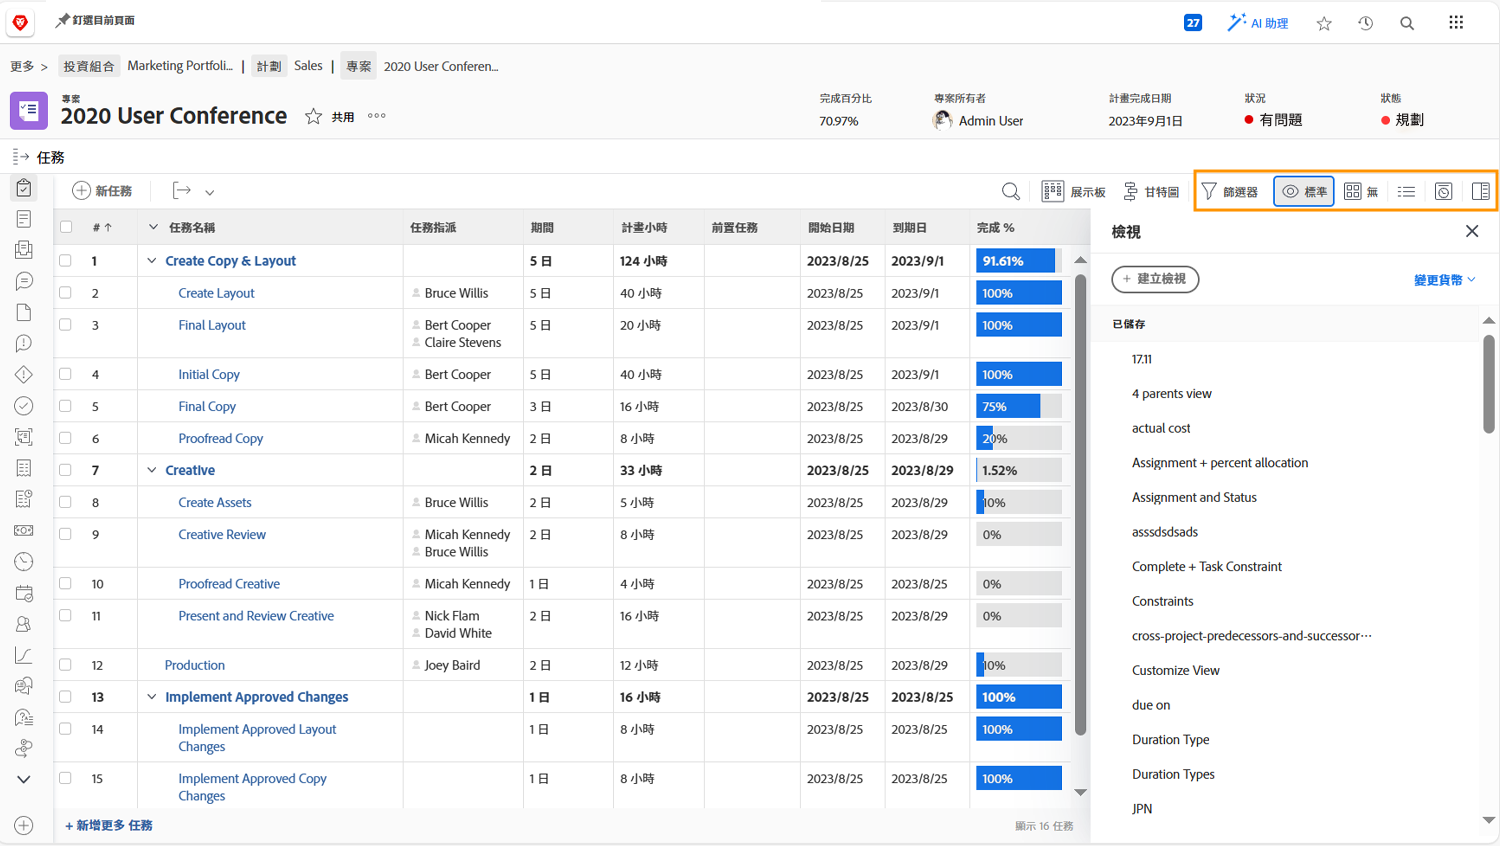 釘選目前頁面
27 AI 助理
更多 > 投資組合 Marketing Portfoli... | 計劃 Sales | 專案 2020 User Conferen...
專案
2020 User Conference 共用
完成百分比
70.97%
專案所有者
Admin User
計畫完成日期
2023年9月1日
狀況
有問題
狀態
規劃
任務
新任務 展示板 甘特圖 篩選器 標準 無
# ↑ 任務名稱 任務指派 期間 計畫小時 前置任務 開始日期 到期日 完成 %
1 Create Copy & Layout 5 日 124 小時 2023/8/25 2023/9/1 91.61%
2 Create Layout Bruce Willis 5 日 40 小時 2023/8/25 2023/9/1 100%
3 Final Layout Bert Cooper 5 日 20 小時 2023/8/25 2023/9/1 100%
Claire Stevens
4 Initial Copy Bert Cooper 5 日 40 小時 2023/8/25 2023/9/1 100%
5 Final Copy Bert Cooper 3 日 16 小時 2023/8/25 2023/8/30 75%
6 Proofread Copy Micah Kennedy 2 日 8 小時 2023/8/25 2023/8/29 20%
7 Creative 2 日 33 小時 2023/8/25 2023/8/29 1.52%
8 Create Assets Bruce Willis 2 日 5 小時 2023/8/25 2023/8/29 10%
9 Creative Review Micah Kennedy 2 日 8 小時 2023/8/25 2023/8/29 0%
Bruce Willis
10 Proofread Creative Micah Kennedy 1 日 4 小時 2023/8/25 2023/8/25 0%
11 Present and Review Creative Nick Flam 2 日 16 小時 2023/8/25 2023/8/29 0%
David White
12 Production Joey Baird 2 日 12 小時 2023/8/25 2023/8/29 10%
13 Implement Approved Changes 1 日 16 小時 2023/8/25 2023/8/25 100%
14 Implement Approved Layout 1 日 8 小時 2023/8/25 2023/8/25 100%
Changes
15 Implement Approved Copy 1 日 8 小時 2023/8/25 2023/8/25 100%
Changes
+ 新增更多 任務 顯示 16 任務
檢視
+ 建立檢視 變更貨幣
已儲存
17.11
4 parents view
actual cost
Assignment + percent allocation
Assignment and Status
asssdsdsads
Complete + Task Constraint
Constraints
cross-project-predecessors-and-successor···
Customize View
due on
Duration Type
Duration Types
JPN